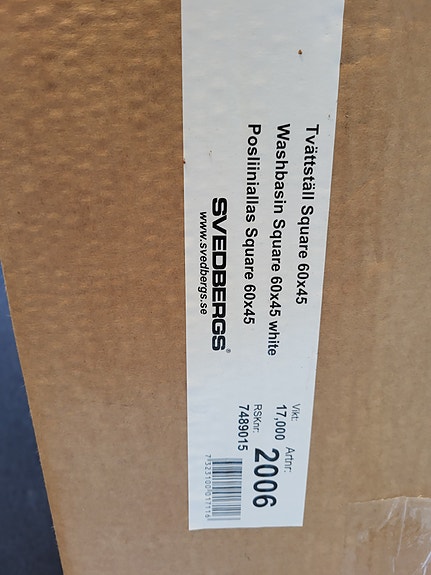 Tvättställ Square 60x45
Washbasin Square 60x45 white
Posliiniallas Square 60x45
SVEDBERGS®
www.svedbergs.se
Vikt:
17,000
Artnr:
2006
RSKnr:
7489015
7323100017116